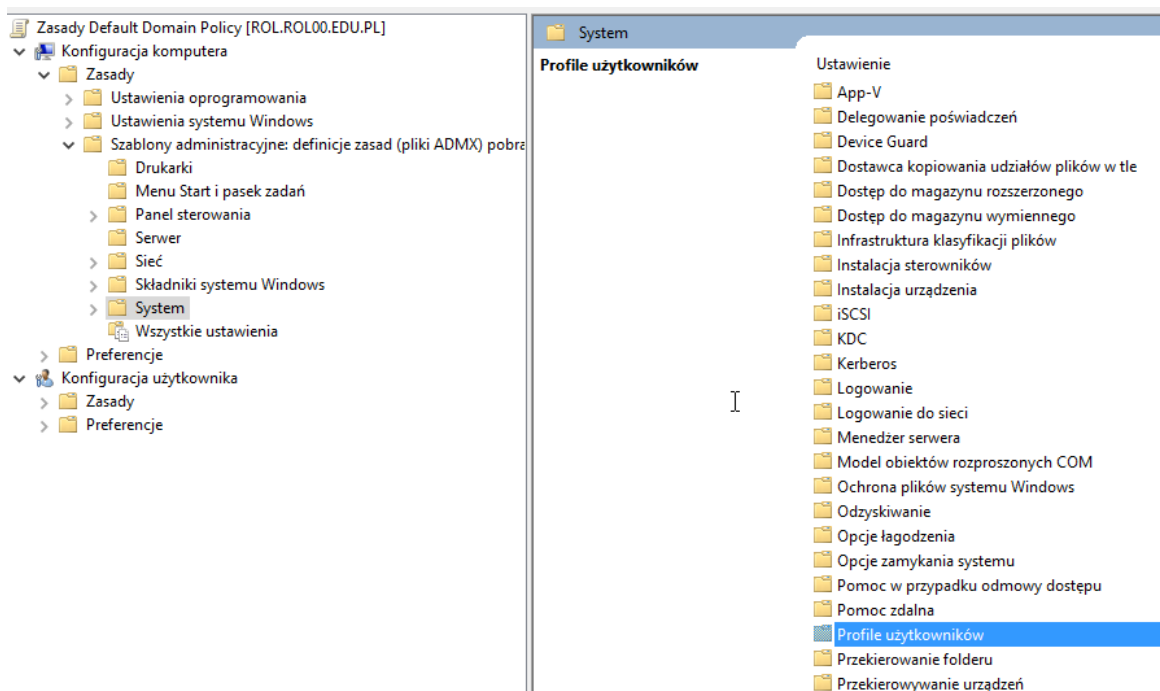 Zasady Default Domain Policy [ROL.ROL00.EDU.PL]
Konfiguracja komputera
Zasady
Ustawienia oprogramowania
Ustawienia systemu Windows
Szablony administracyjne: definicje zasad (pliki ADMX) pobra
Drukarki
Menu Start i pasek zadań
Panel sterowania
Serwer
Sieć
Składniki systemu Windows
System
Wszystkie ustawienia
Preferencje
Konfiguracja użytkownika
Zasady
Preferencje
System
Profile użytkowników
Ustawienie
App-V
Delegowanie poświadczeń
Device Guard
Dostawca kopiowania udziałów plików w tle
Dostęp do magazynu rozszerzonego
Dostęp do magazynu wymiennego
Infrastruktura klasyfikacji plików
Instalacja sterowników
Instalacja urządzenia
iSCSI
KDC
Kerberos
Logowanie
Logowanie do sieci
Menedżer serwera
Model obiektów rozproszonych COM
Ochrona plików systemu Windows
Odzyskiwanie
Opcje łagodzenia
Opcje zamykania systemu
Pomoc w przypadku odmowy dostępu
Pomoc zdalna
Profile użytkowników
Przekierowanie folderu
Przekierowywanie urządzeń